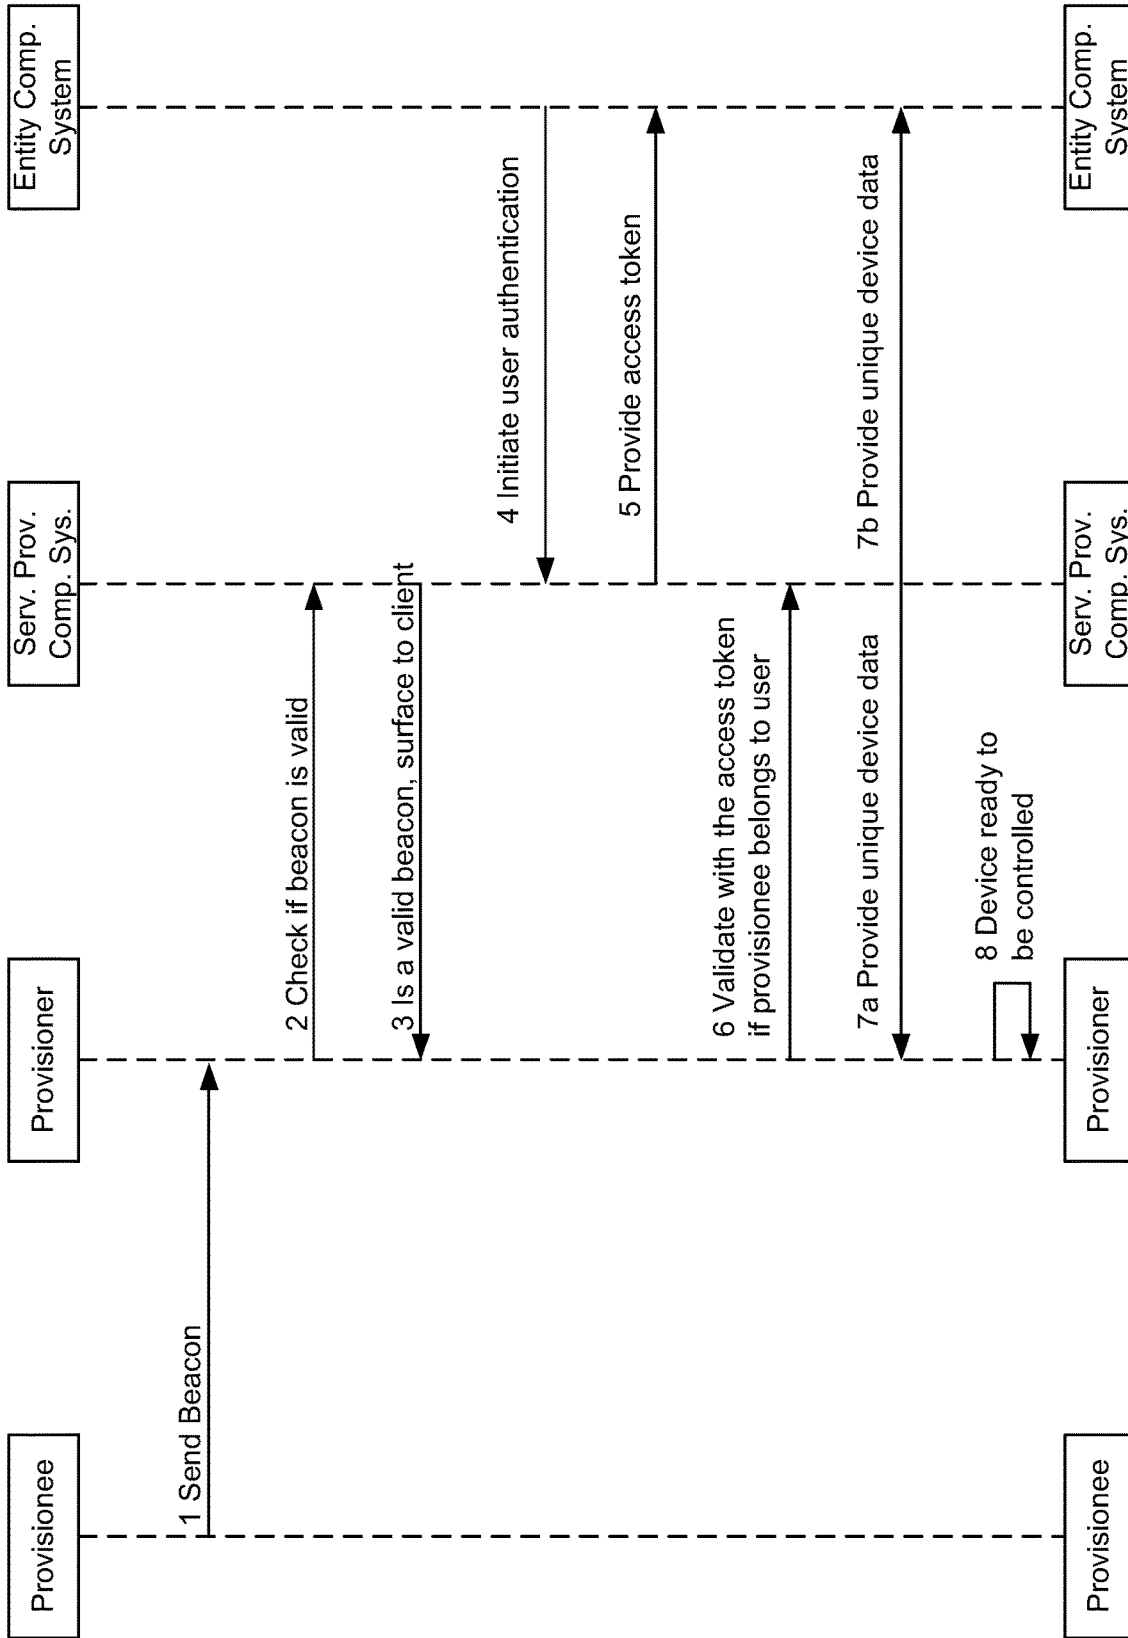 Provisionee
Provisioner
Serv. Prov.
Comp. Sys.
Entity Comp.
System
1 Send Beacon
2 Check if beacon is valid
3 Is a valid beacon, surface to client
4 Initiate user authentication
5 Provide access token
6 Validate with the access token
if provisionee belongs to user
7a Provide unique device data
7b Provide unique device data
8 Device ready to
be controlled
Provisionee
Provisioner
Serv. Prov.
Comp. Sys.
Entity Comp.
System